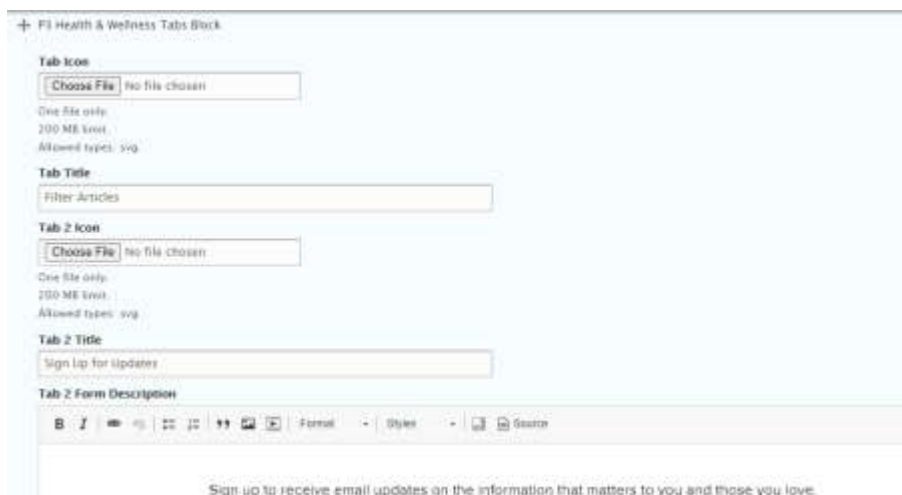 P3 Health & Wellness Tabs Block
Tab Icon
Choose File No file chosen
One file only.
200 MB limit.
Allowed types: svg.
Tab Title
Filter Articles
Tab 2 Icon
Choose File No file chosen
One file only.
200 MB limit.
Allowed types: svg.
Tab 2 Title
Sign Up for Updates
Tab 2 Form Description
B I Format Styles Source
Sign up to receive email updates on the information that matters to you and those you love.